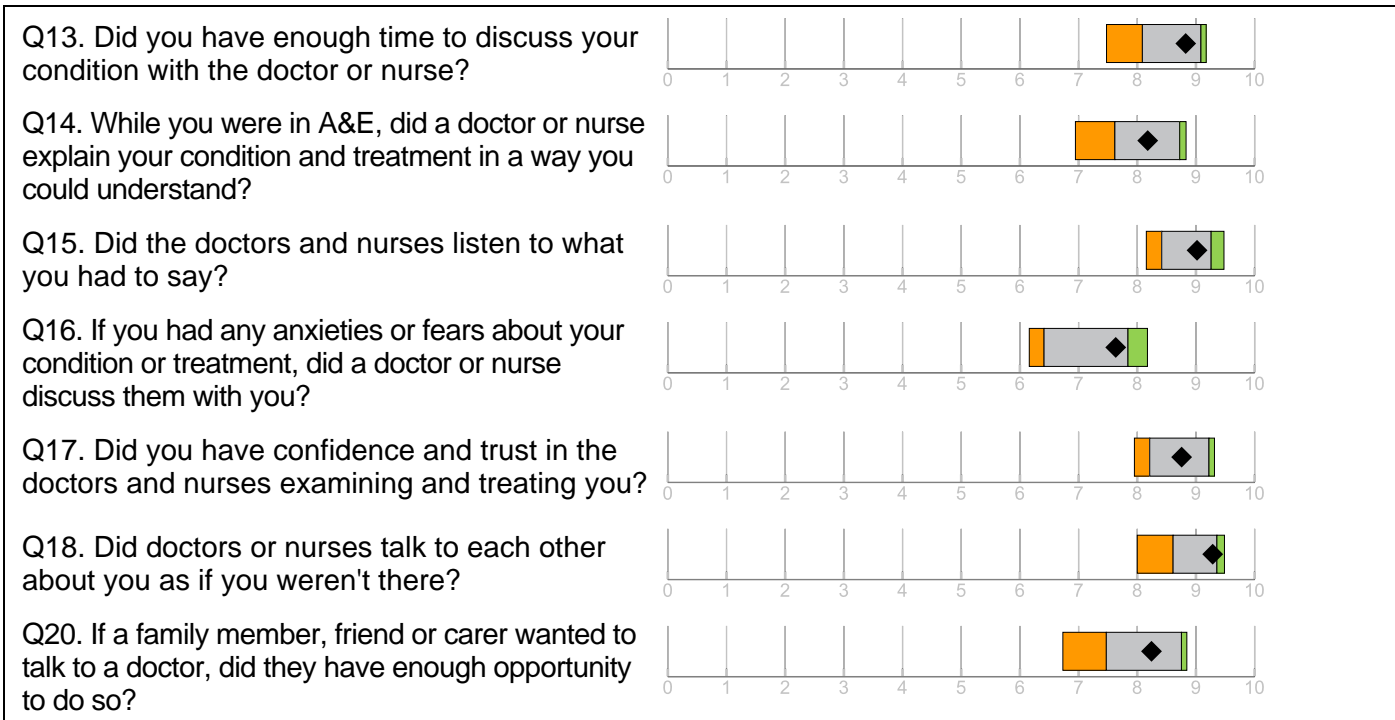 Q13. Did you have enough time to discuss your
condition with the doctor or nurse?
0 1 2 3 4 5 6 7 8 9 10
Q14. While you were in A&E, did a doctor or nurse
explain your condition and treatment in a way you
could understand?
0 1 2 3 4 5 6 7 8 9 10
Q15. Did the doctors and nurses listen to what
you had to say?
0 1 2 3 4 5 6 7 8 9 10
Q16. If you had any anxieties or fears about your
condition or treatment, did a doctor or nurse
discuss them with you?
0 1 2 3 4 5 6 7 8 9 10
Q17. Did you have confidence and trust in the
doctors and nurses examining and treating you?
0 1 2 3 4 5 6 7 8 9 10
Q18. Did doctors or nurses talk to each other
about you as if you weren't there?
0 1 2 3 4 5 6 7 8 9 10
Q20. If a family member, friend or carer wanted to
talk to a doctor, did they have enough opportunity
to do so?
0 1 2 3 4 5 6 7 8 9 10